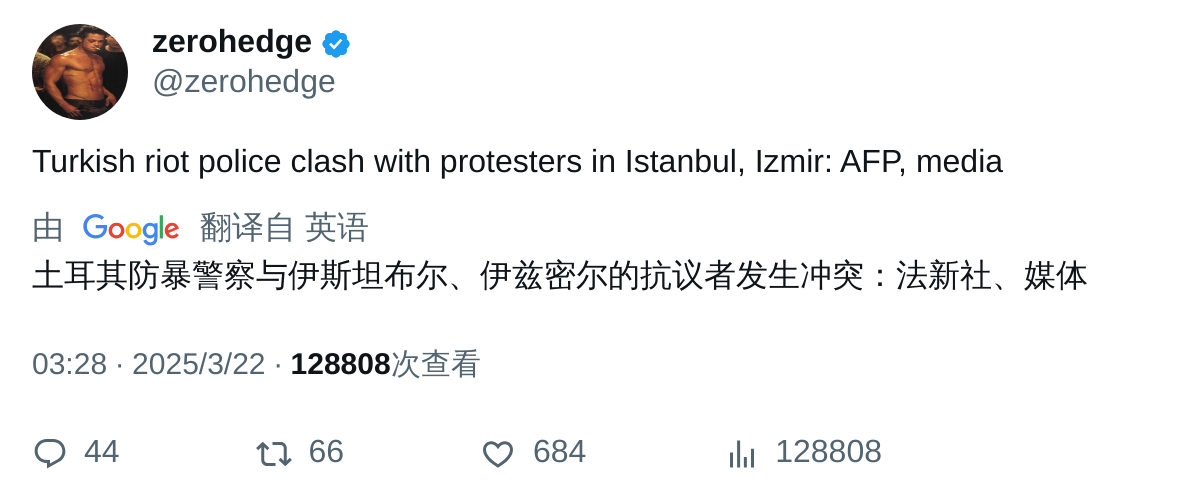 zerohedge
@zerohedge
Turkish riot police clash with protesters in Istanbul, Izmir: AFP, media
由 Google 翻译自 英语
土耳其防暴警察与伊斯坦布尔、伊兹密尔的抗议者发生冲突：法新社、媒体
03:28 · 2025/3/22 · 128808次查看
44 66 684 128808